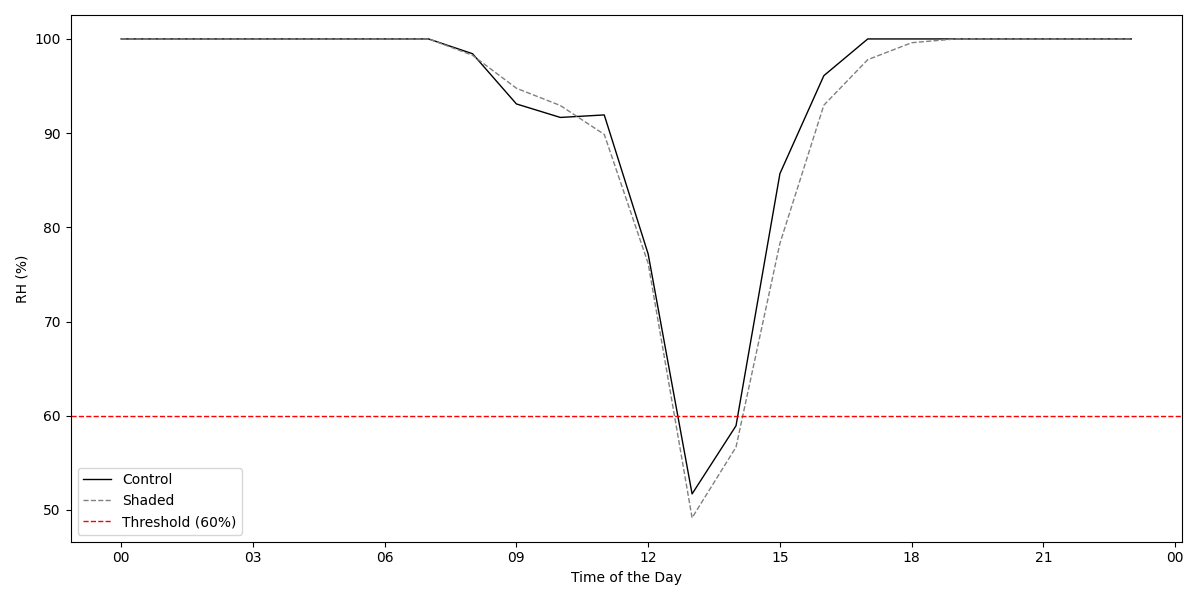 100
90
80
70
60
50
RH (%)
Control
Shaded
Threshold (60%)
00 03 06 09 12 15 18 21 00
Time of the Day